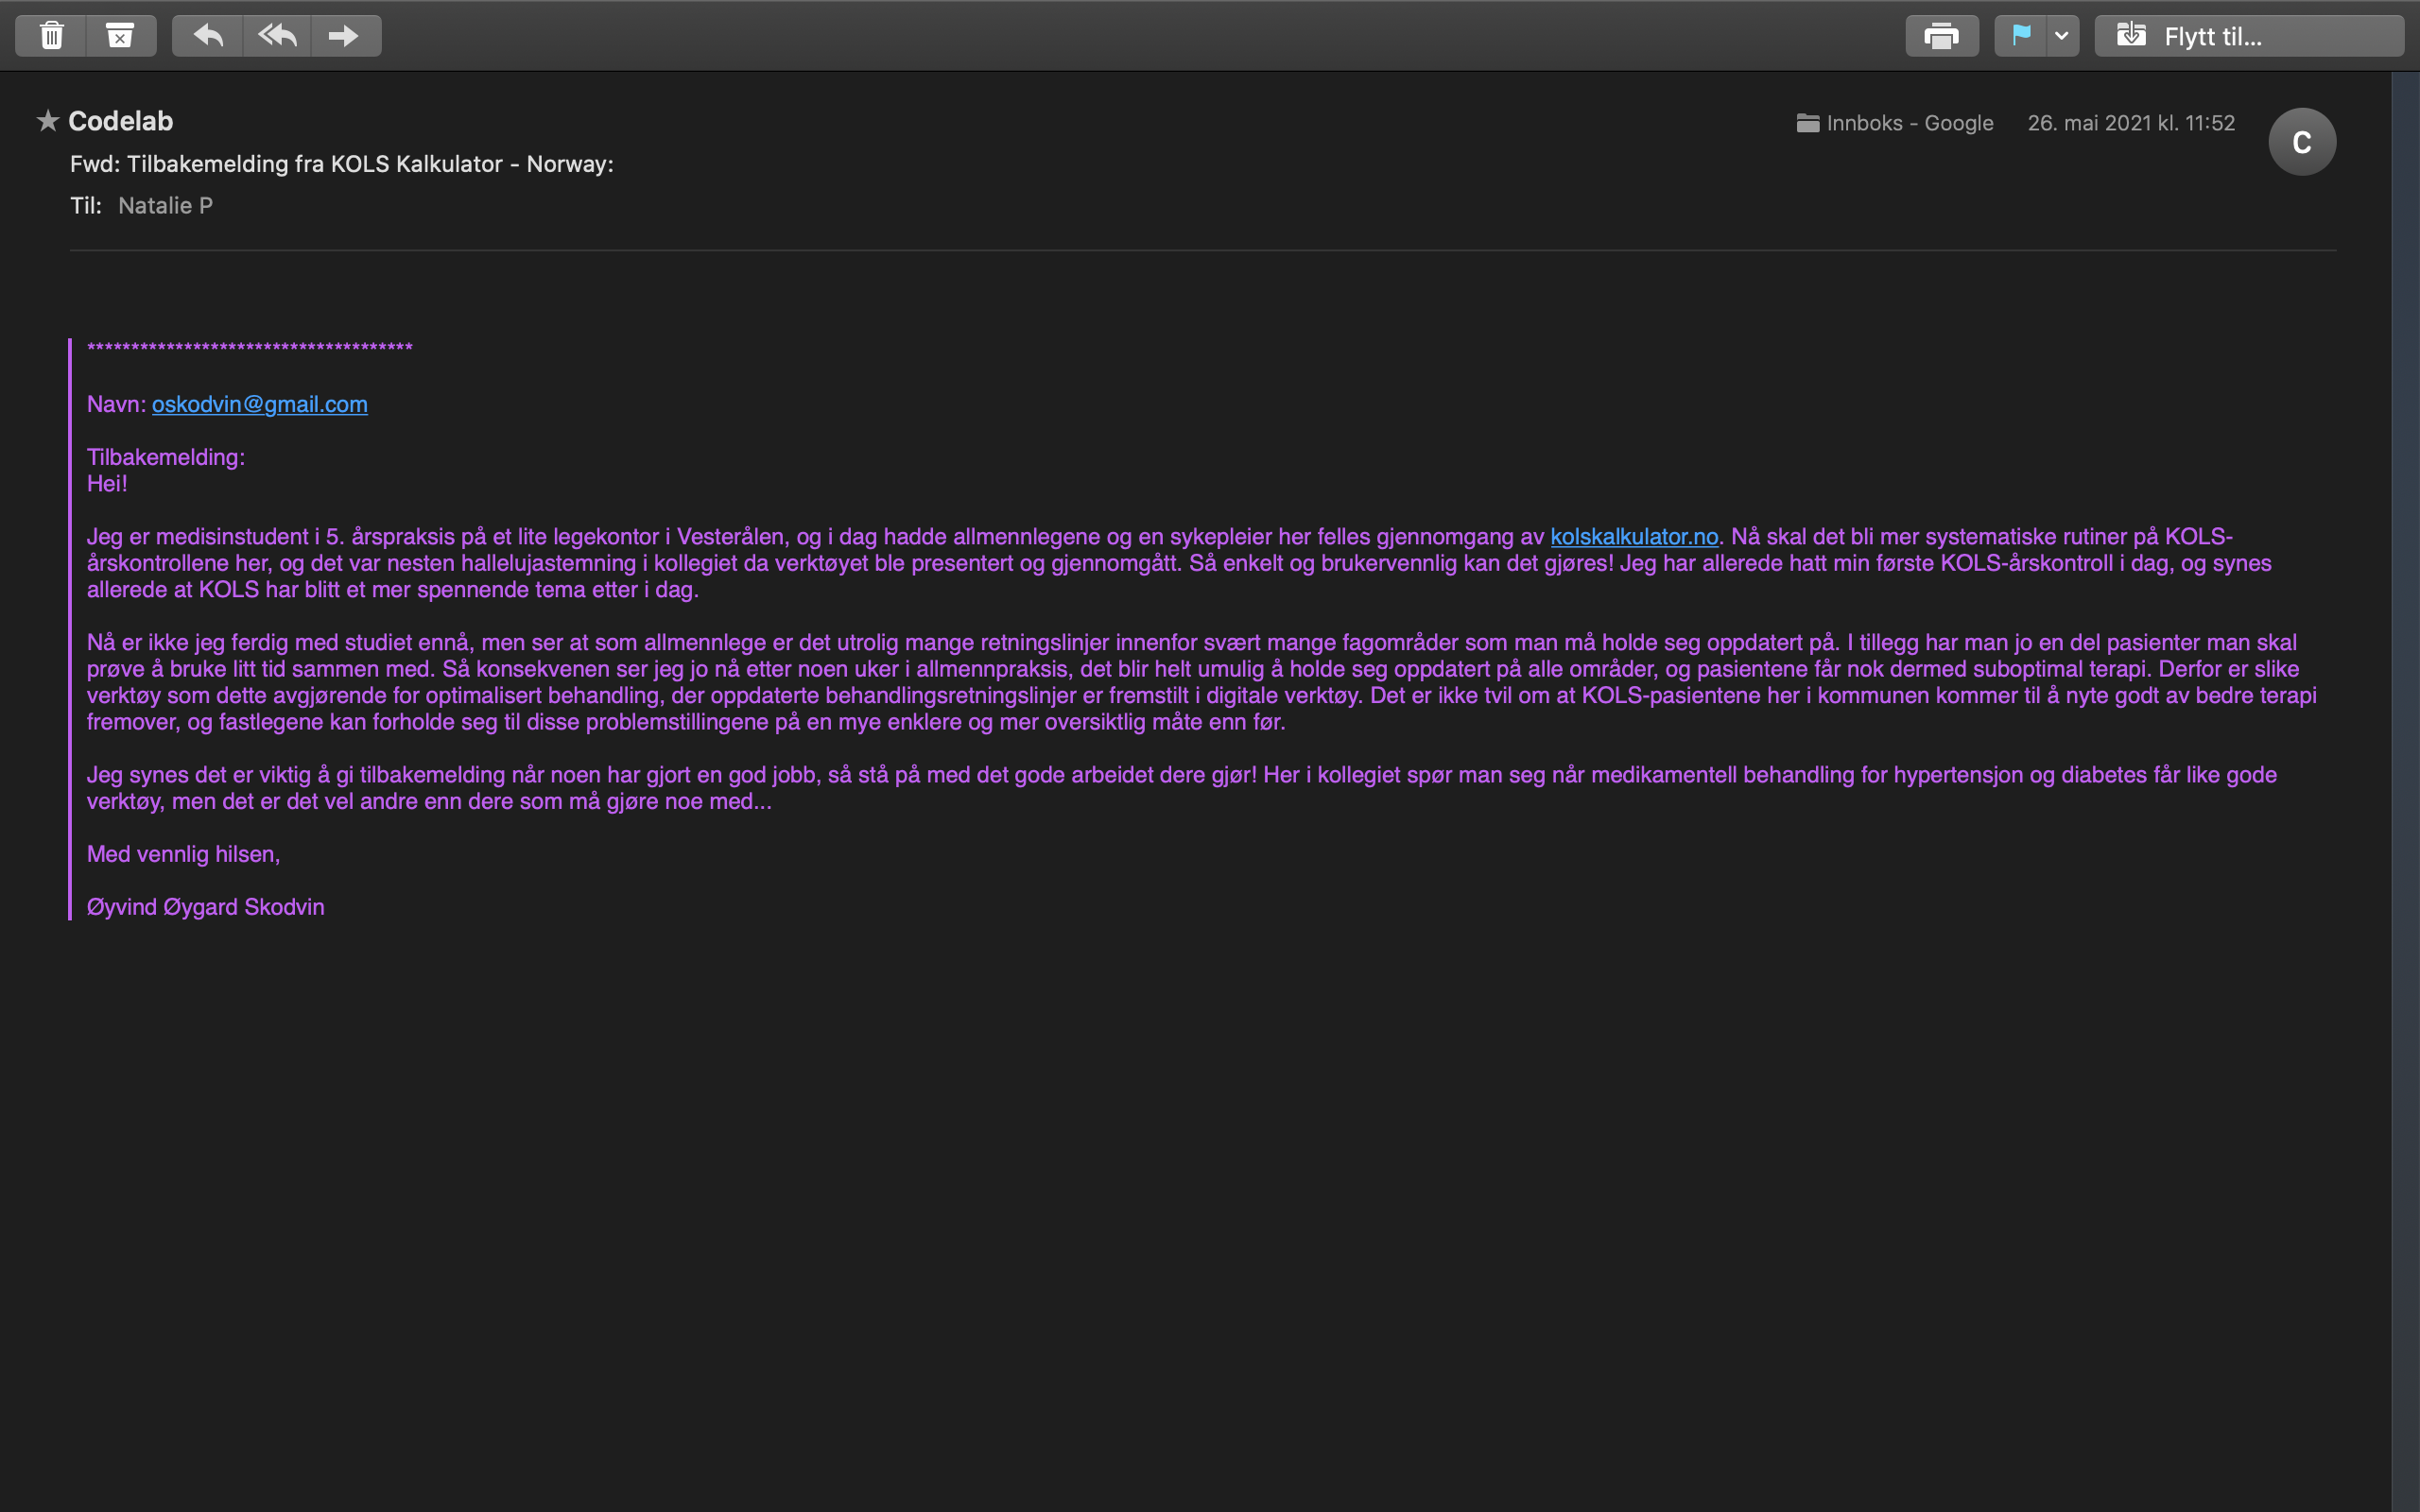 Flytt til...
Codelab
Innboks - Google 26. mai 2021 kl. 11:52
C
Fwd: Tilbakemelding fra KOLS Kalkulator - Norway:
Til: Natalie P
*************************************
Navn: oskodvin@gmail.com
Tilbakemelding:
Hei!
Jeg er medisinstudent i 5. årspraksis på et lite legekontor i Vesterålen, og i dag hadde allmennlegene og en sykepleier her felles gjennomgang av kolskalkulator.no. Nå skal det bli mer systematiske rutiner på KOLS-
årskontrollene her, og det var nesten hallelujastemning i kollegiet da verktøyet ble presentert og gjennomgått. Så enkelt og brukervennlig kan det gjøres! Jeg har allerede hatt min første KOLS-årskontroll i dag, og synes
allerede at KOLS har blitt et mer spennende tema etter i dag.
Nå er ikke jeg ferdig med studiet ennå, men ser at som allmennlege er det utrolig mange retningslinjer innenfor svært mange fagområder som man må holde seg oppdatert på. I tillegg har man jo en del pasienter man skal
prøve å bruke litt tid sammen med. Så konsekvenen ser jeg jo nå etter noen uker i allmennpraksis, det blir helt umulig å holde seg oppdatert på alle områder, og pasientene får nok dermed suboptimal terapi. Derfor er slike
verktøy som dette avgjørende for optimalisert behandling, der oppdaterte behandlingsretningslinjer er fremstilt i digitale verktøy. Det er ikke tvil om at KOLS-pasientene her i kommunen kommer til å nyte godt av bedre terapi
fremover, og fastlegene kan forholde seg til disse problemstillingene på en mye enklere og mer oversiktlig måte enn før.
Jeg synes det er viktig å gi tilbakemelding når noen har gjort en god jobb, så stå på med det gode arbeidet dere gjør! Her i kollegiet spør man seg når medikamentell behandling for hypertensjon og diabetes får like gode
verktøy, men det er det vel andre enn dere som må gjøre noe med...
Med vennlig hilsen,
Øyvind Øygard Skodvin